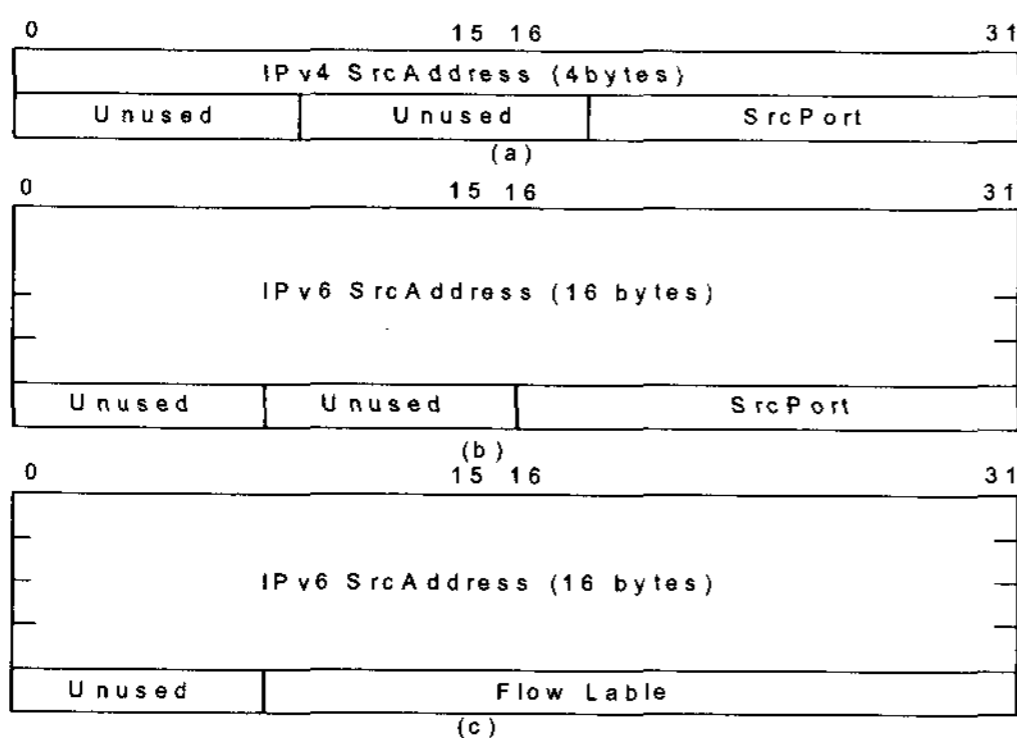 0 15 16 31
IPv4 SrcAddress (4bytes)
Unused Unused SrcPort
(a)
0 15 16 31
IPv6 SrcAddress (16 bytes)
Unused Unused SrcPort
(b)
0 15 16 31
IPv6 SrcAddress (16 bytes)
Unused Flow Lable
(c)